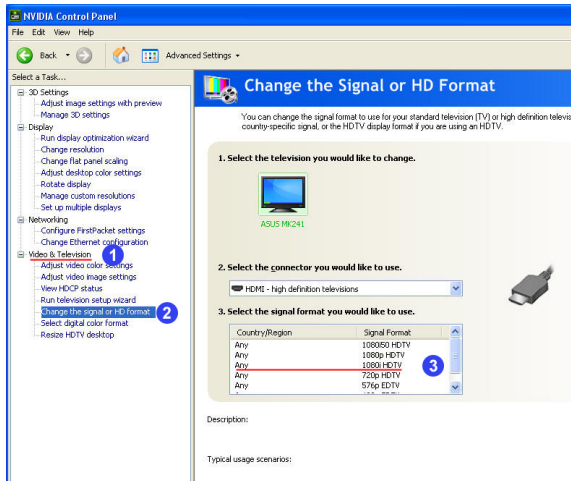 NVIDIA Control Panel
File Edit View Help
Back Advanced Settings
Select a Task...
3D Settings
Adjust image settings with preview
Manage 3D settings
Display
Run display optimization wizard
Change resolution
Change flat panel scaling
Adjust desktop color settings
Rotate display
Manage custom resolutions
Set up multiple displays
Networking
Configure FirstPacket settings
Change Ethernet configuration
Video & Television
1
Adjust video color settings
Adjust video image settings
View HDCP status
Run television setup wizard
Change the signal or HD format
2
Select digital color format
Resize HDTV desktop
Change the Signal or HD Format
You can change the signal format to use for your standard television (TV) or high definition televis
country-specific signal, or the HDTV display format if you are using an HDTV.
1. Select the television you would like to change.
ASUS MK241
2. Select the connector you would like to use.
HDMI - high definition televisions
3. Select the signal format you would like to use.
Country/Region Signal Format
Any 1080i50 HDTV
Any 1080p HDTV
Any 1080i HDTV
3
Any 720p HDTV
Any 576p EDTV
Description:
Typical usage scenarios: